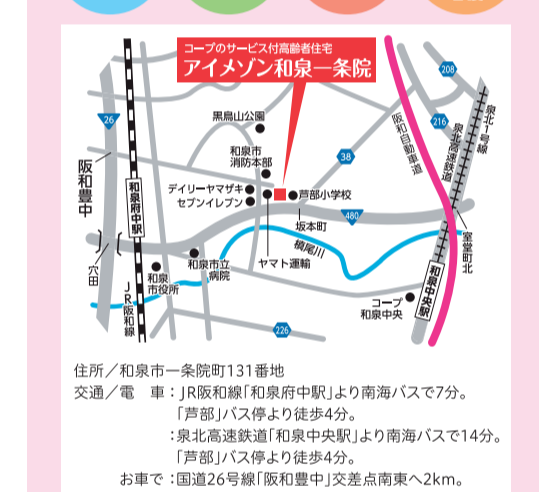 コープのサービス付高齢者住宅
アイメゾン和泉一条院
208
26
黒鳥山公園
216
泉北1号線
泉北高速鉄道
阪和自動車道
和泉市
消防本部
38
阪和豊中
和泉府中駅
デイリーヤマザキ
セブンイレブン
芦部小学校
480
坂本町
室堂町北
槇尾川
ヤマト運輸
和泉市立
病院
穴田
和泉
市役所
和泉中央駅
JR阪和線
コープ
和泉中央
226
住所/和泉市一条院町131番地
交通/電 車:JR阪和線「和泉府中駅」より南海バスで7分。
「芦部」バス停より徒歩4分。
:泉北高速鉄道「和泉中央駅」より南海バスで14分。
「芦部」バス停より徒歩4分。
お車で:国道26号線「阪和豊中」交差点南東へ2km。